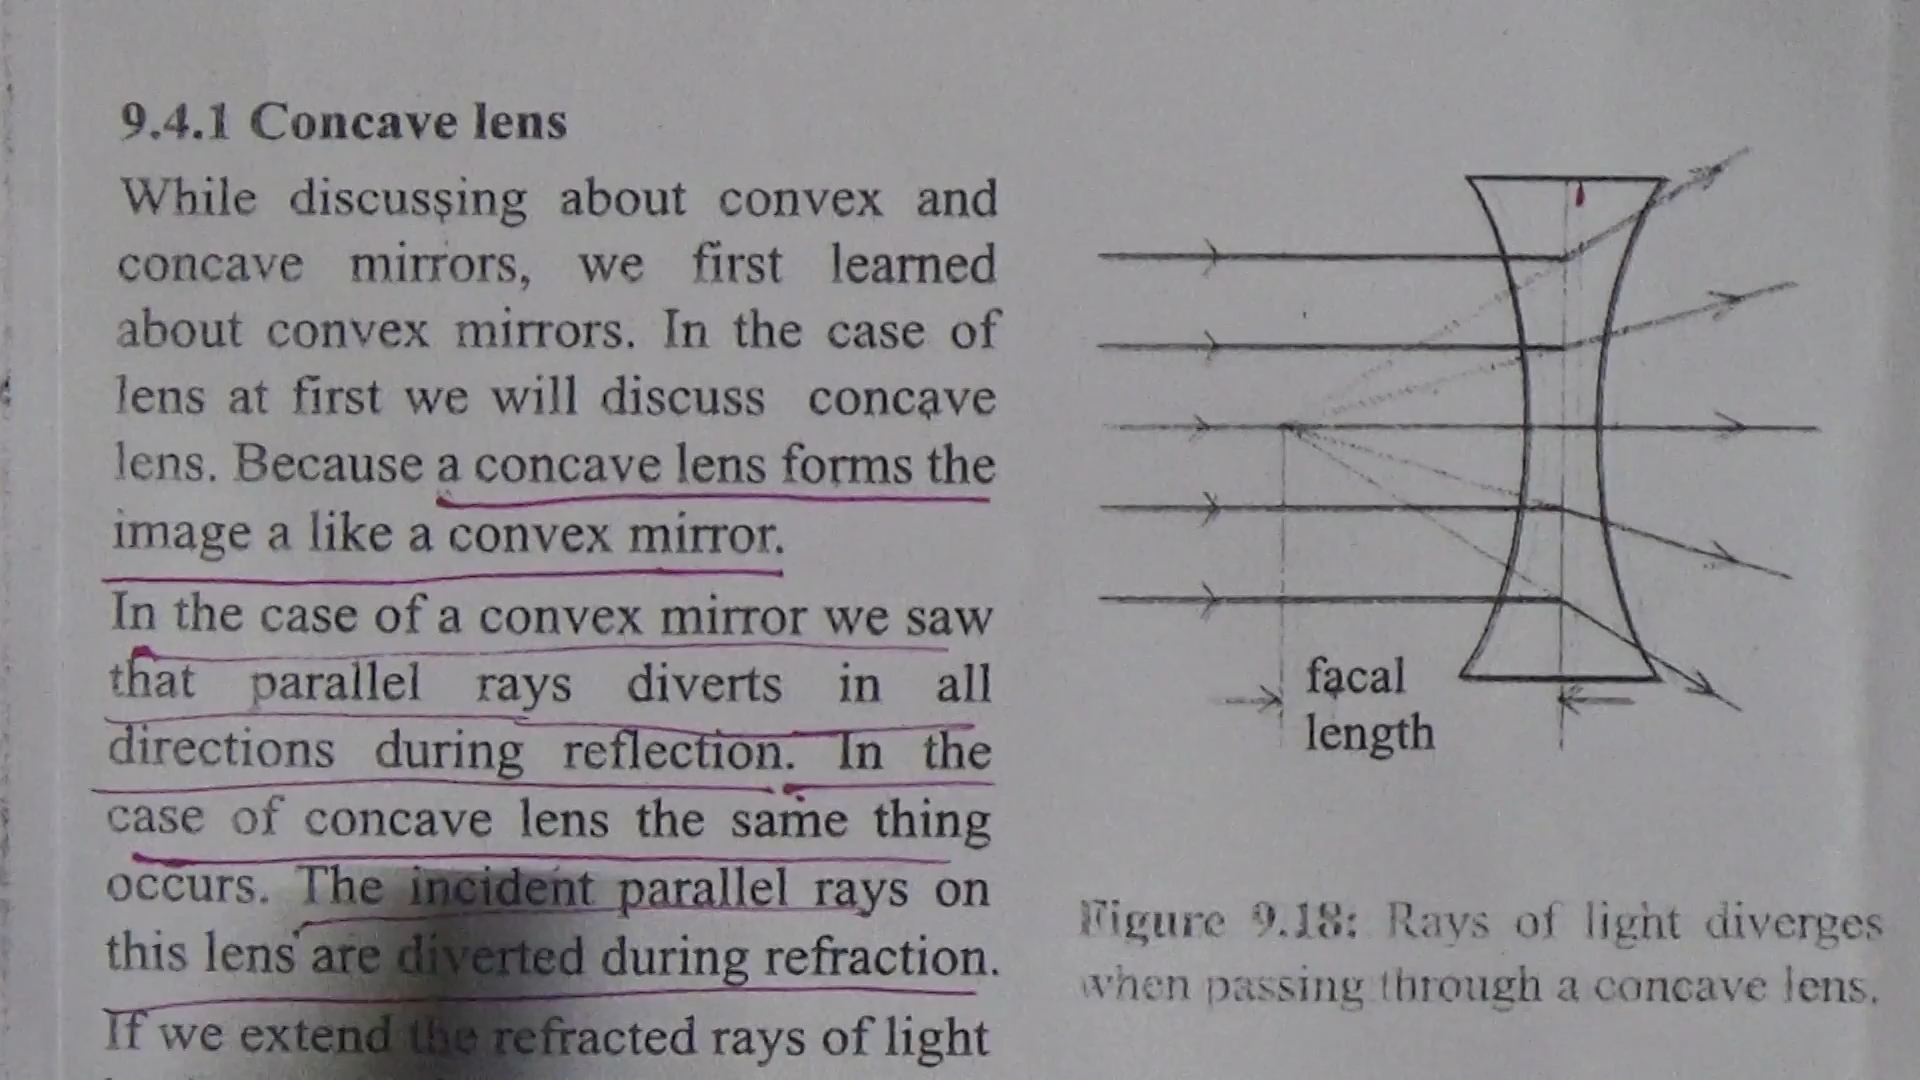 9.4.1 Concave lens
While discussing about convex and
concave mirrors, we first learned
about convex mirrors. In the case of
lens at first we will discuss concave
lens. Because a concave lens forms the
image a like a convex mirror.
In the case of a convex mirror we saw
that parallel rays diverts in all
directions during reflection. In the
case of concave lens the same thing
occurs. The incident parallel rays on
this lens are diverted during refraction.
If we extend the refracted rays of light
facal
length
Figure 9.18: Rays of light diverges
when passing through a concave lens.